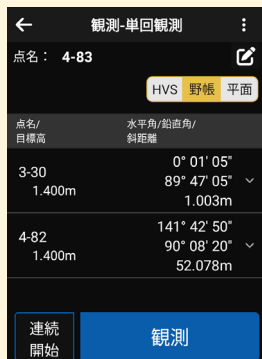 観測-単回観測
点名： 4-83
HVS 野帳 平面
点名/ 水平角/鉛直角/
目標高 斜距離
0° 01' 05"
3-30 89° 47' 05"
1.400m 1.003m
141° 42' 50"
4-82 90° 08' 20"
1.400m 52.078m
連続
開始
観測